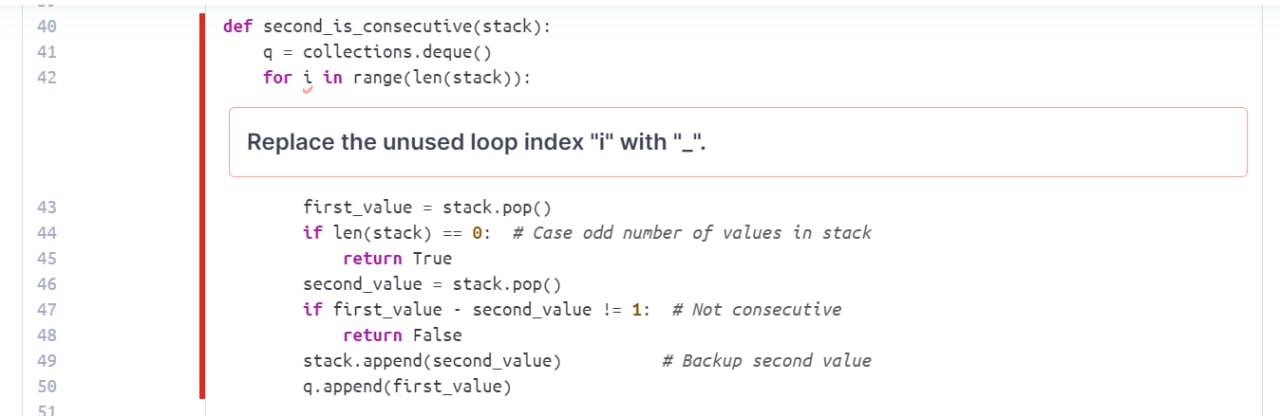 40 def second_is_consecutive(stack):
41     q = collections.deque()
42     for i in range(len(stack)):
Replace the unused loop index "i" with "_".
43         first_value = stack.pop()
44         if len(stack) == 0:  # Case odd number of values in stack
45             return True
46         second_value = stack.pop()
47         if first_value - second_value != 1:  # Not consecutive
48             return False
49         stack.append(second_value)          # Backup second value
50         q.append(first_value)
51